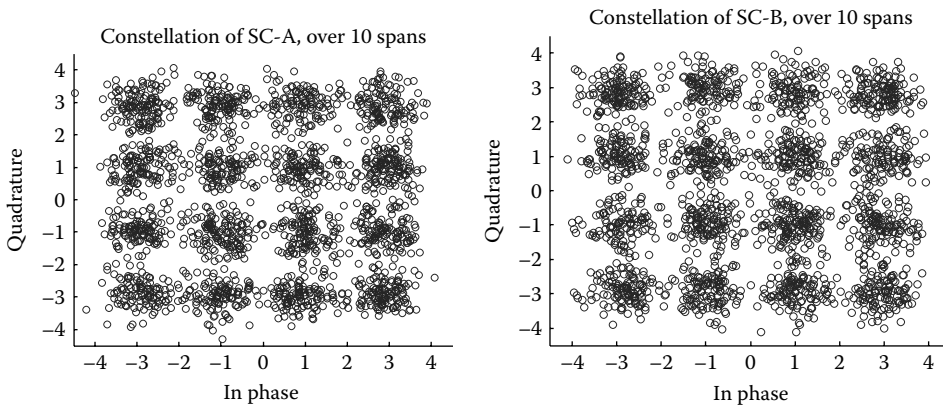 Constellation of SC-A, over 10 spans
4
3
2
1
0
−1
−2
−3
−4
Quadrature
−4 −3 −2 −1 0 1 2 3 4
In phase
Constellation of SC-B, over 10 spans
4
3
2
1
0
−1
−2
−3
−4
Quadrature
−4 −3 −2 −1 0 1 2 3 4
In phase